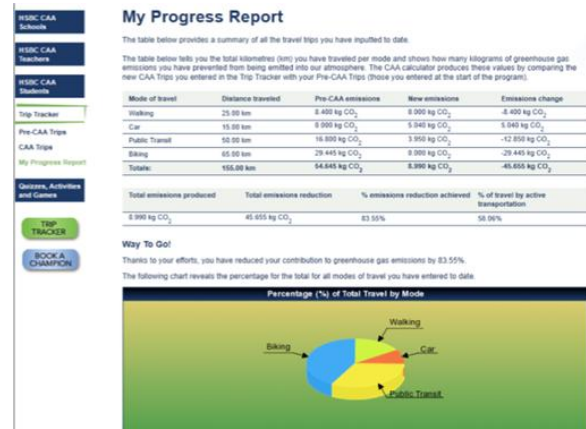 HSBC CAA
Schools
HSBC CAA
Teachers
HSBC CAA
Students
Trip Tracker
Pre-CAA Trips
CAA Trips
My Progress Report
Quizzes, Activities
and Games
TRIP
TRACKER
BOOK A
CHAMPION
My Progress Report
The table below provides a summary of all the travel trips you have inputted to date.
The table below tells you the total kilometres (km) you have traveled per mode and shows how many kilograms of greenhouse gas
emissions you have prevented from being emitted into our atmosphere. The CAA calculator produces these values by comparing the
new CAA Trips you entered in the Trip Tracker with your Pre-CAA Trips (those you entered at the start of the program).
Mode of travel Distance traveled Pre-CAA emissions New emissions Emissions change
Walking 25.00 km 8.400 kg CO2 0.000 kg CO2 -8.400 kg CO2
Car 15.00 km 0.000 kg CO2 5.040 kg CO2 5.040 kg CO2
Public Transit 50.00 km 16.800 kg CO2 3.950 kg CO2 -12.850 kg CO2
Biking 65.00 km 29.445 kg CO2 0.000 kg CO2 -29.445 kg CO2
Totals: 155.00 km 54.645 kg CO2 8.990 kg CO2 -45.655 kg CO2
Total emissions produced Total emissions reduction % emissions reduction achieved % of travel by active
transportation
8.990 kg CO2 45.655 kg CO2 83.55% 58.06%
Way To Go!
Thanks to your efforts, you have reduced your contribution to greenhouse gas emissions by 83.55%.
The following chart reveals the percentage for the total for all modes of travel you have entered to date.
Percentage (%) of Total Travel by Mode
Walking
Biking
Car
Public Transit